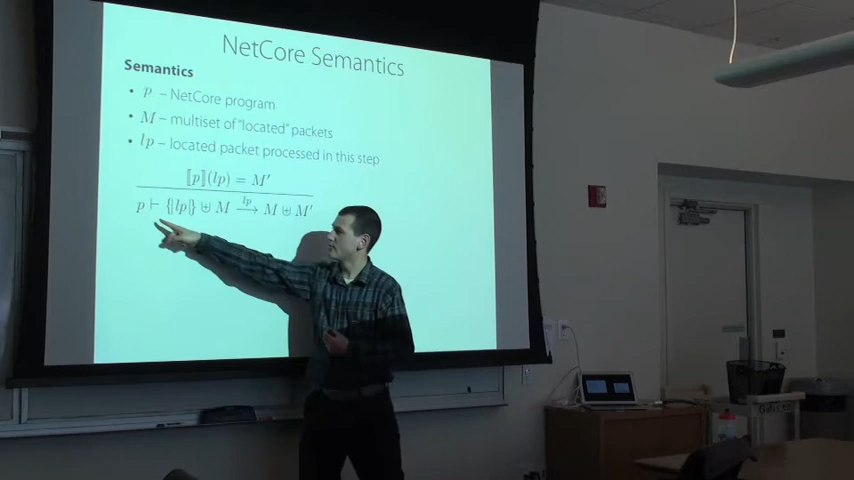 NetCore Semantics
Semantics
• p – NetCore program
• M – multiset of "located" packets
• lp – located packet processed in this step
⟦p⟧(lp) = M′
p ⊢ {|lp|} ⊎ M —lp→ M ⊎ M′